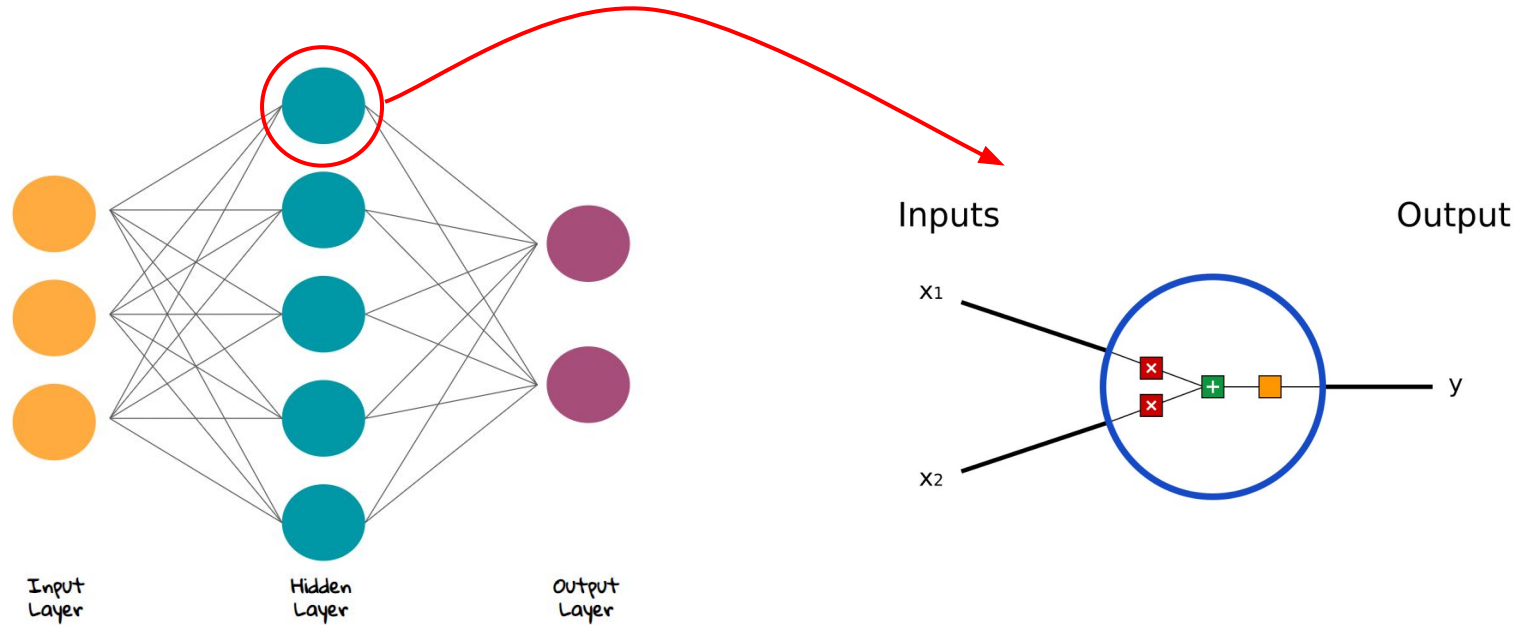 Inputs
Output
x1
x2
×
×
+
y
Input
Layer
Hidden
Layer
Output
Layer